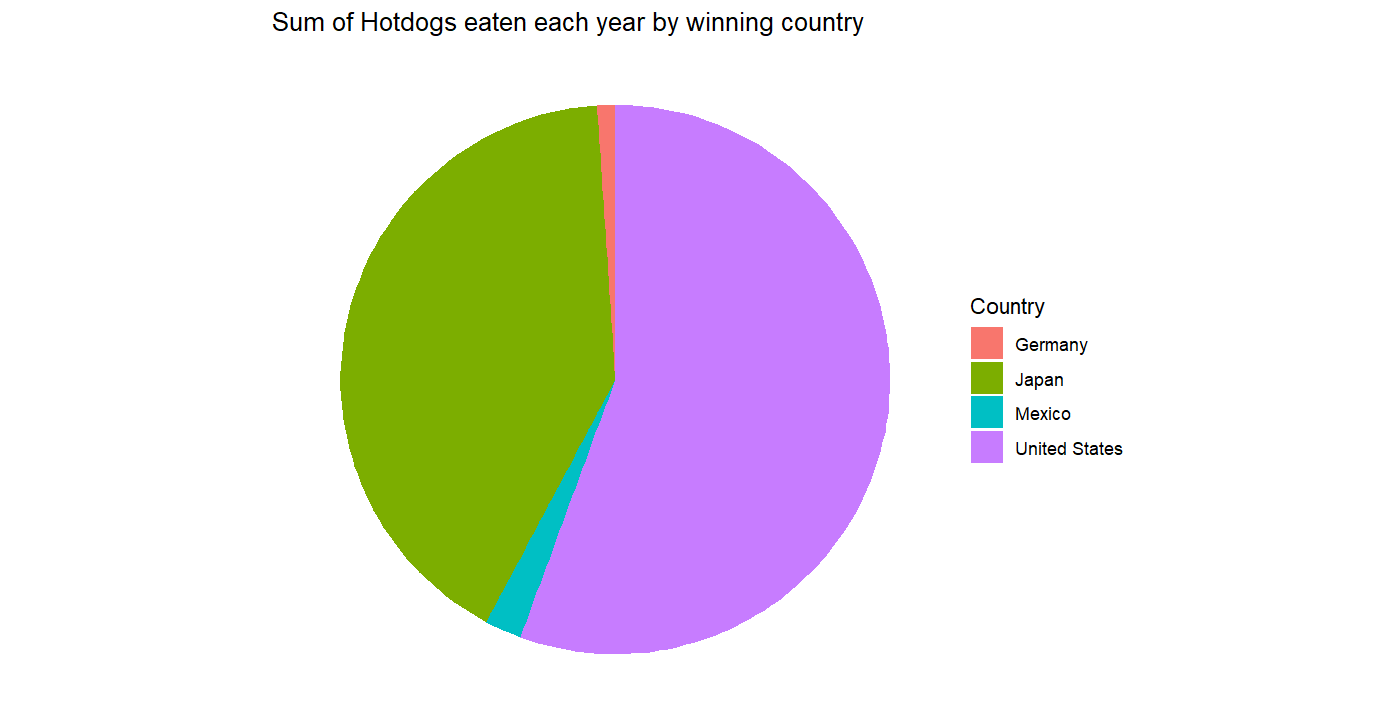 Sum of Hotdogs eaten each year by winning country
Country
Germany
Japan
Mexico
United States